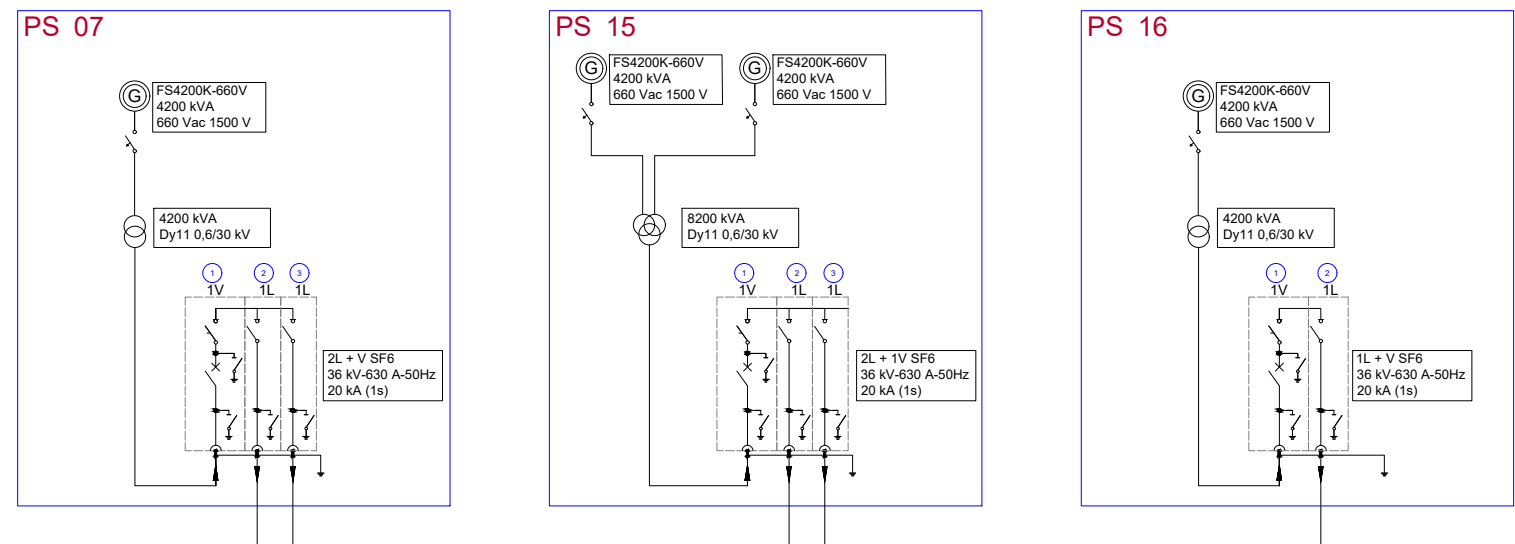 PS 07
G
FS4200K-660V
4200 kVA
660 Vac 1500 V
4200 kVA
Dy11 0,6/30 kV
1
2
3
1V
1L
1L
2L + V SF6
36 kV-630 A-50Hz
20 kA (1s)
PS 15
G
FS4200K-660V
4200 kVA
660 Vac 1500 V
G
FS4200K-660V
4200 kVA
660 Vac 1500 V
8200 kVA
Dy11 0,6/30 kV
1
2
3
1V
1L
1L
2L + 1V SF6
36 kV-630 A-50Hz
20 kA (1s)
PS 16
G
FS4200K-660V
4200 kVA
660 Vac 1500 V
4200 kVA
Dy11 0,6/30 kV
1
2
1V
1L
1L + V SF6
36 kV-630 A-50Hz
20 kA (1s)